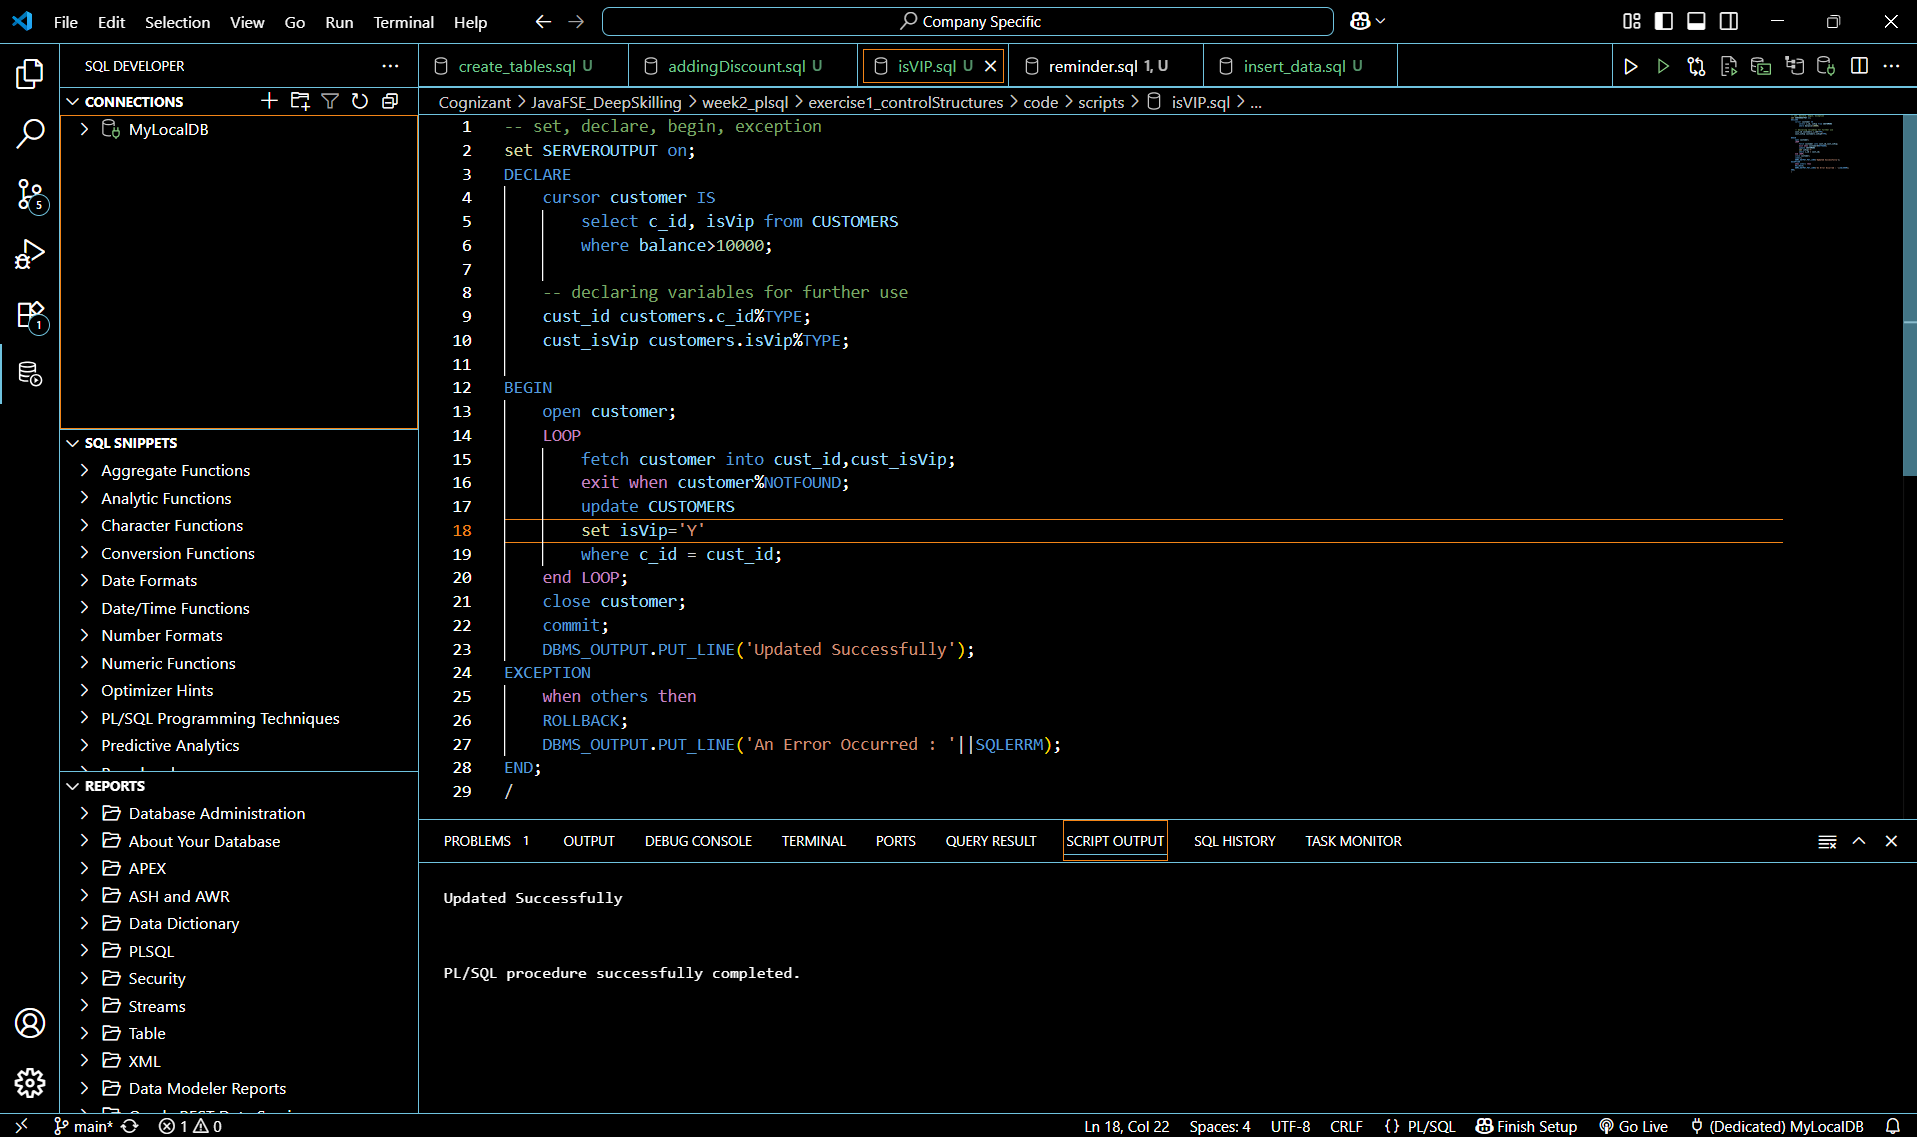 File Edit Selection View Go Run Terminal Help
Company Specific
SQL DEVELOPER
CONNECTIONS
MyLocalDB
5
1
SQL SNIPPETS
Aggregate Functions
Analytic Functions
Character Functions
Conversion Functions
Date Formats
Date/Time Functions
Number Formats
Numeric Functions
Optimizer Hints
PL/SQL Programming Techniques
Predictive Analytics
REPORTS
Database Administration
About Your Database
APEX
ASH and AWR
Data Dictionary
PLSQL
Security
Streams
Table
XML
Data Modeler Reports
create_tables.sql U
addingDiscount.sql U
isVIP.sql U
reminder.sql 1, U
insert_data.sql U
Cognizant > JavaFSE_DeepSkilling > week2_plsql > exercise1_controlStructures > code > scripts > isVIP.sql > ...
1 -- set, declare, begin, exception
2 set SERVEROUTPUT on;
3 DECLARE
4 cursor customer IS
5 select c_id, isVip from CUSTOMERS
6 where balance>10000;
7
8 -- declaring variables for further use
9 cust_id customers.c_id%TYPE;
10 cust_isVip customers.isVip%TYPE;
11
12 BEGIN
13 open customer;
14 LOOP
15 fetch customer into cust_id,cust_isVip;
16 exit when customer%NOTFOUND;
17 update CUSTOMERS
18 set isVip='Y'
19 where c_id = cust_id;
20 end LOOP;
21 close customer;
22 commit;
23 DBMS_OUTPUT.PUT_LINE('Updated Successfully');
24 EXCEPTION
25 when others then
26 ROLLBACK;
27 DBMS_OUTPUT.PUT_LINE('An Error Occurred : '||SQLERRM);
28 END;
29 /
PROBLEMS 1 OUTPUT DEBUG CONSOLE TERMINAL PORTS QUERY RESULT SCRIPT OUTPUT SQL HISTORY TASK MONITOR
Updated Successfully
PL/SQL procedure successfully completed.
main* 1 0
Ln 18, Col 22 Spaces: 4 UTF-8 CRLF {} PL/SQL Finish Setup Go Live (Dedicated) MyLocalDB